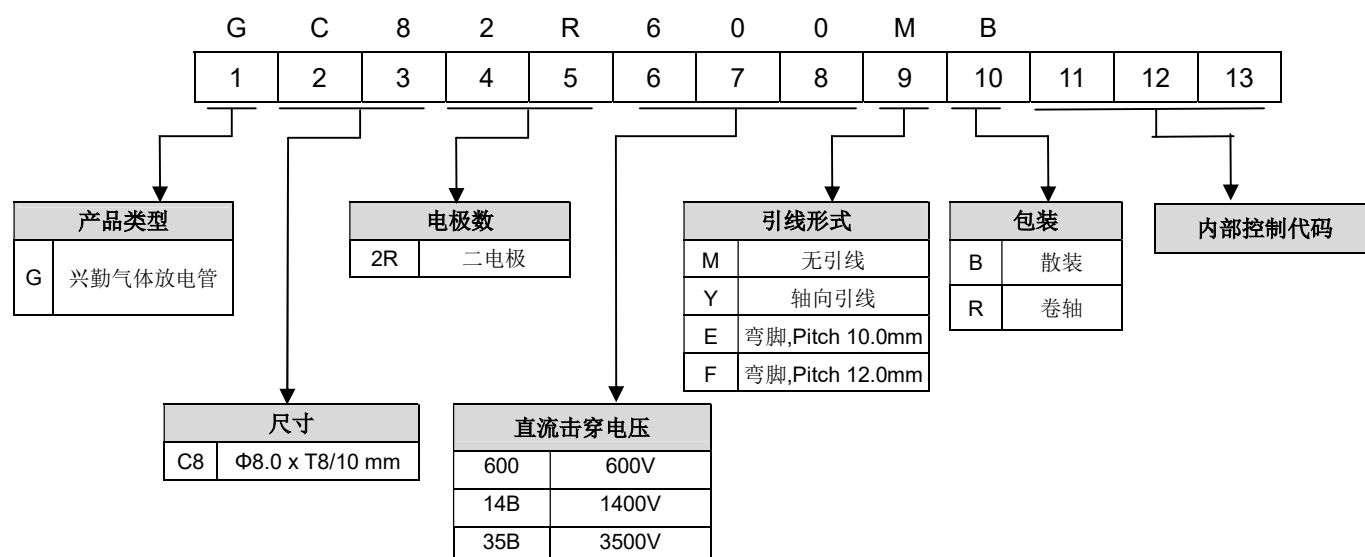 G C 8 2 R 6 0 0 M B
1 2 3 4 5 6 7 8 9 10 11 12 13
产品类型
G 兴勤气体放电管
电极数
2R 二电极
引线形式
M 无引线
Y 轴向引线
E 弯脚,Pitch 10.0mm
F 弯脚,Pitch 12.0mm
包装
B 散装
R 卷轴
内部控制代码
尺寸
C8 Φ8.0 x T8/10 mm
直流击穿电压
600 600V
14B 1400V
35B 3500V